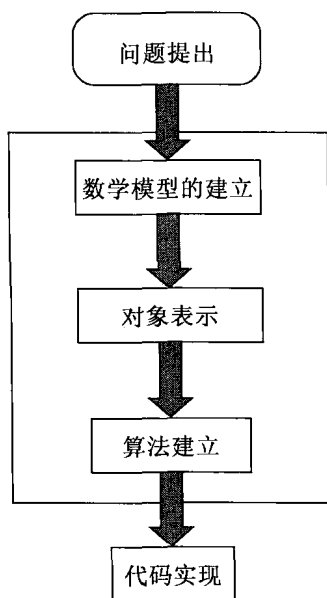 问题提出
数学模型的建立
对象表示
算法建立
代码实现